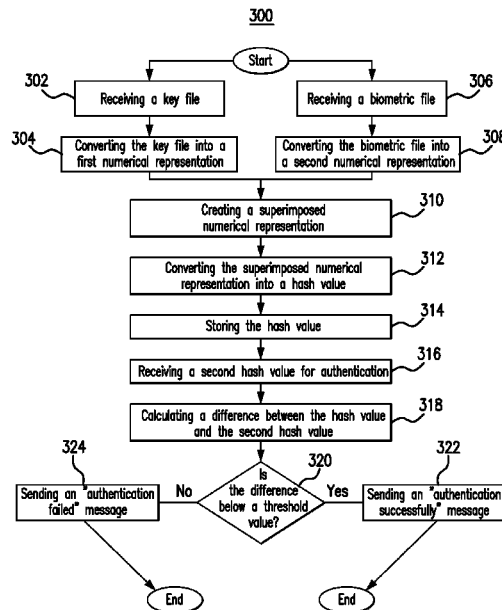 300
Start
302
306
Receiving a key file
Receiving a biometric file
304
308
Converting the key file into a
first numerical representation
Converting the biometric file into
a second numerical representation
310
Creating a superimposed
numerical representation
312
Converting the superimposed numerical
representation into a hash value
314
Storing the hash value
316
Receiving a second hash value for authentication
318
Calculating a difference between the hash value
and the second hash value
324
320
322
Is
the difference
below a threshold
value?
No
Yes
Sending an "authentication
failed" message
Sending an "authentication
successfully" message
End
End